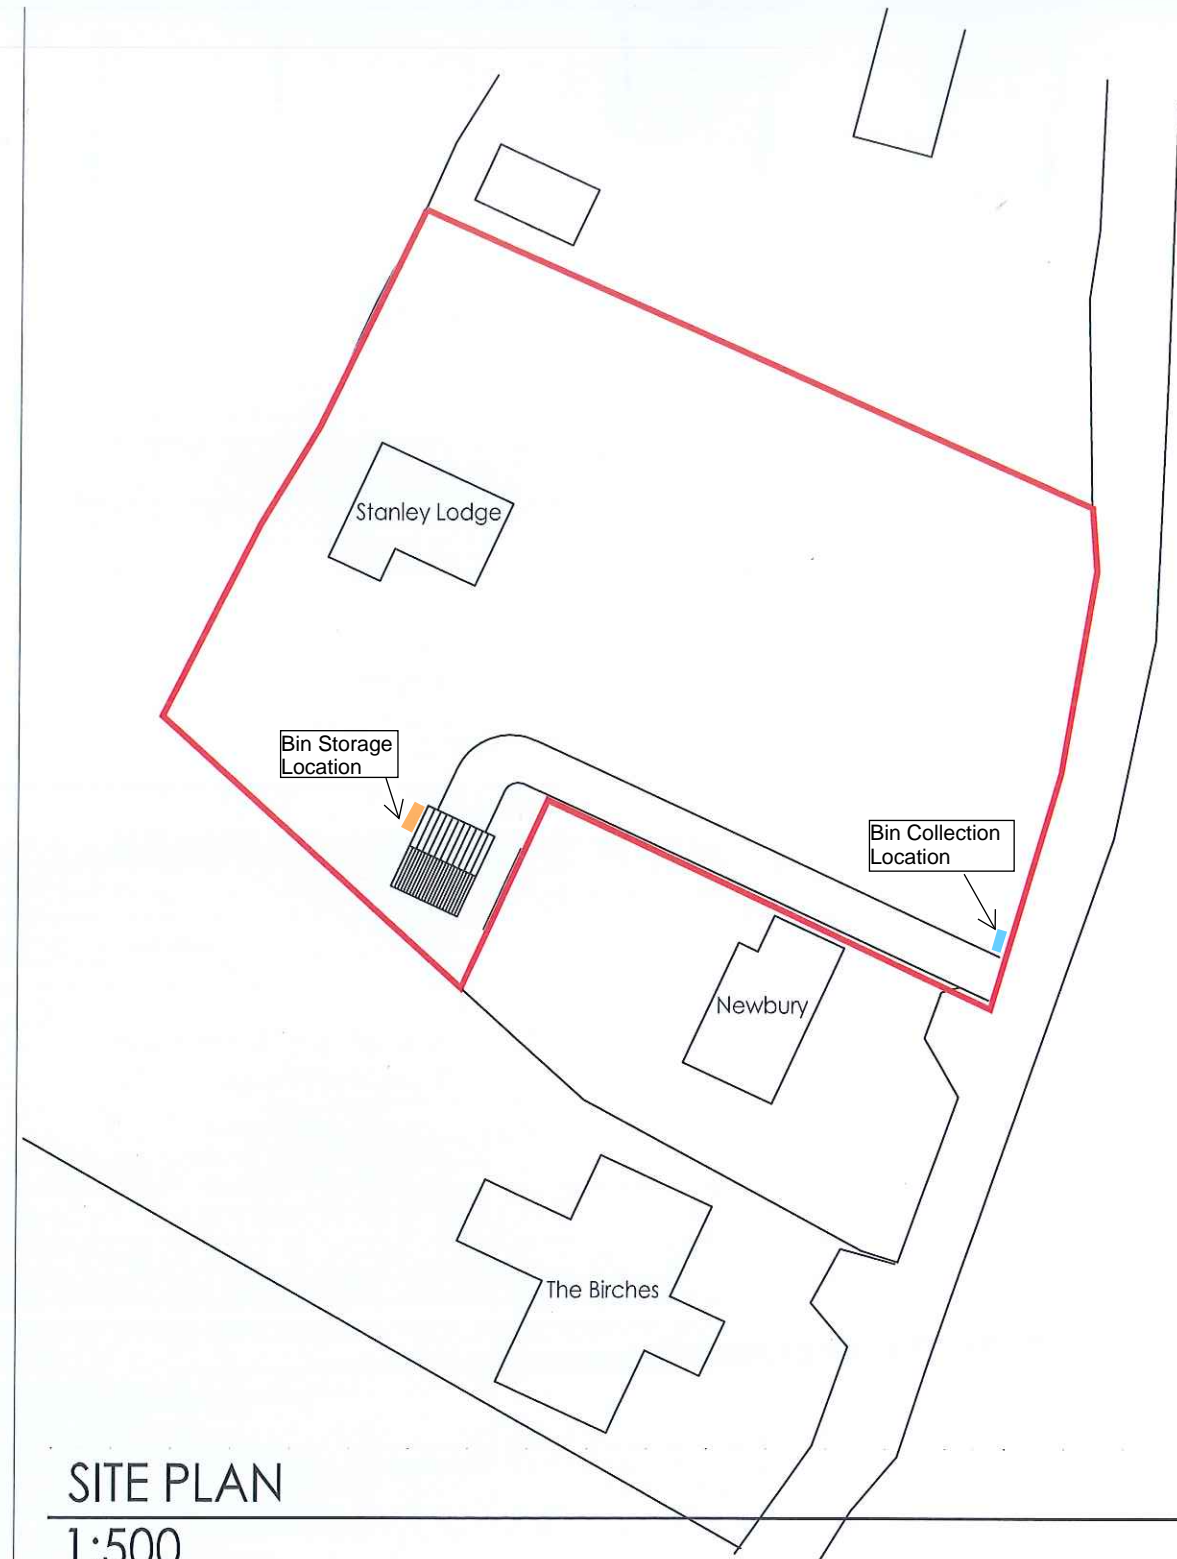 Stanley Lodge
Bin Storage
Location
Bin Collection
Location
Newbury
The Birches
SITE PLAN
1:500